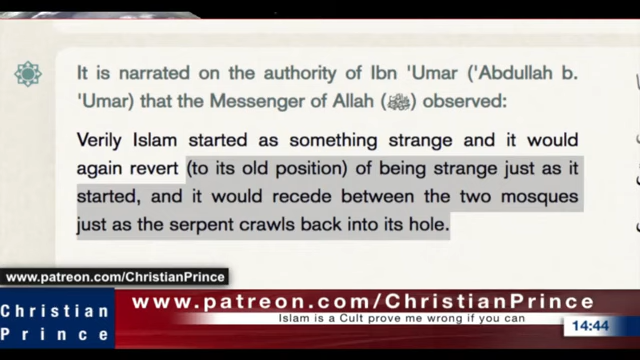 It is narrated on the authority of Ibn 'Umar ('Abdullah b.
'Umar) that the Messenger of Allah (ﷺ) observed:
Verily Islam started as something strange and it would
again revert (to its old position) of being strange just as it
started, and it would recede between the two mosques
just as the serpent crawls back into its hole.
www.patreon.com/ChristianPrince
Christian
Prince
www.patreon.com/ChristianPrince
Islam is a Cult prove me wrong if you can
14:44